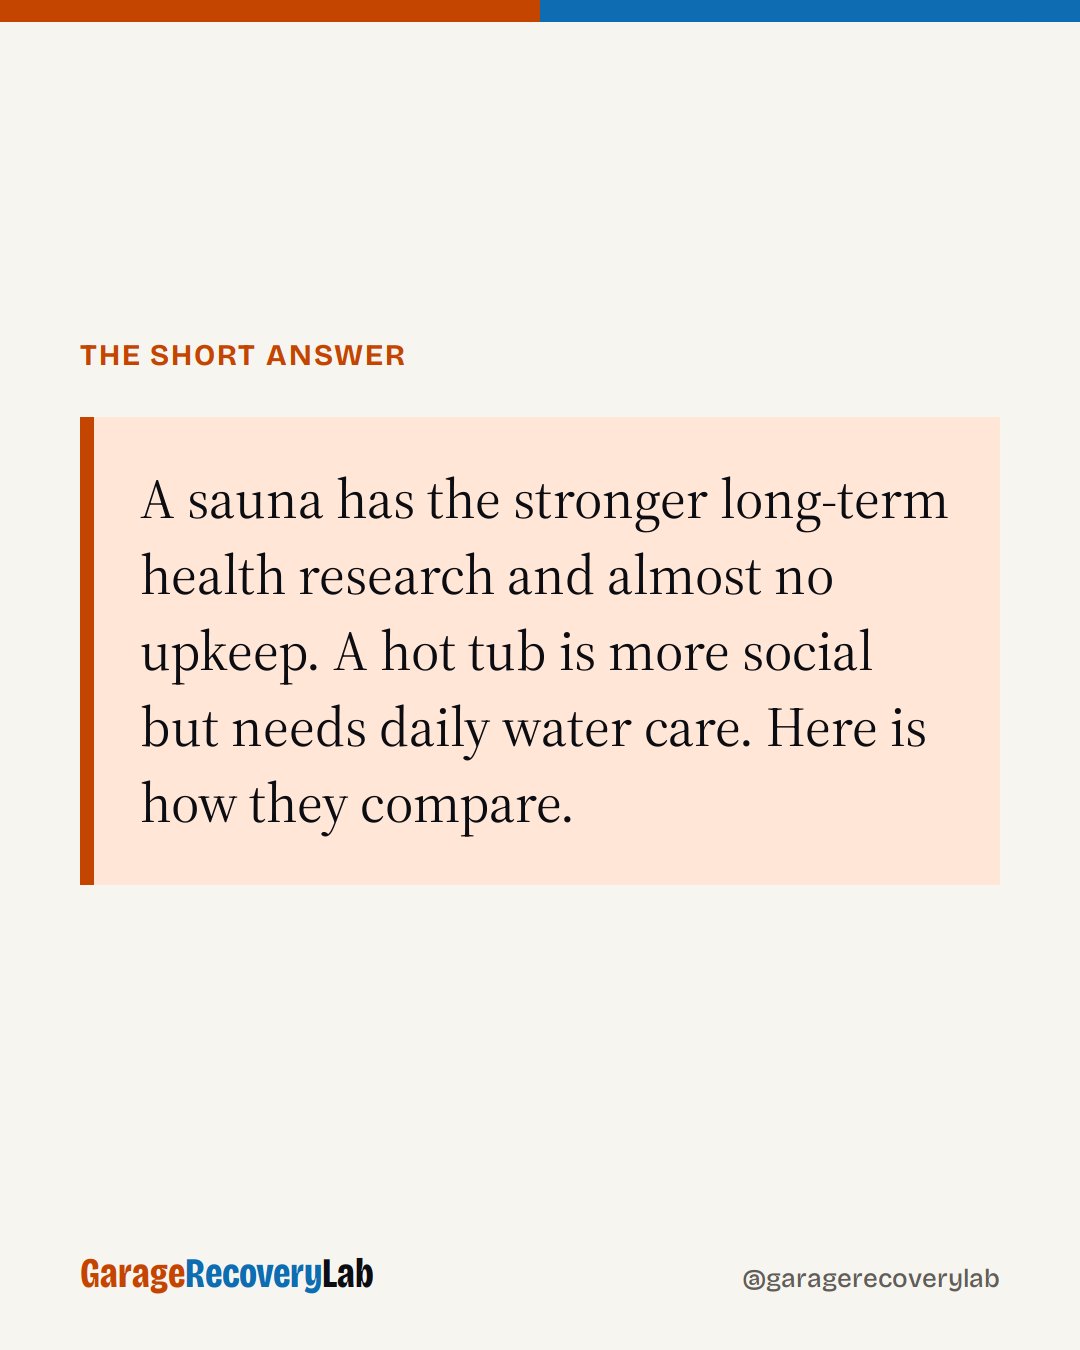 THE SHORT ANSWER
A sauna has the stronger long-term
health research and almost no
upkeep. A hot tub is more social
but needs daily water care. Here is
how they compare.
GarageRecoveryLab
@garagerecoverylab